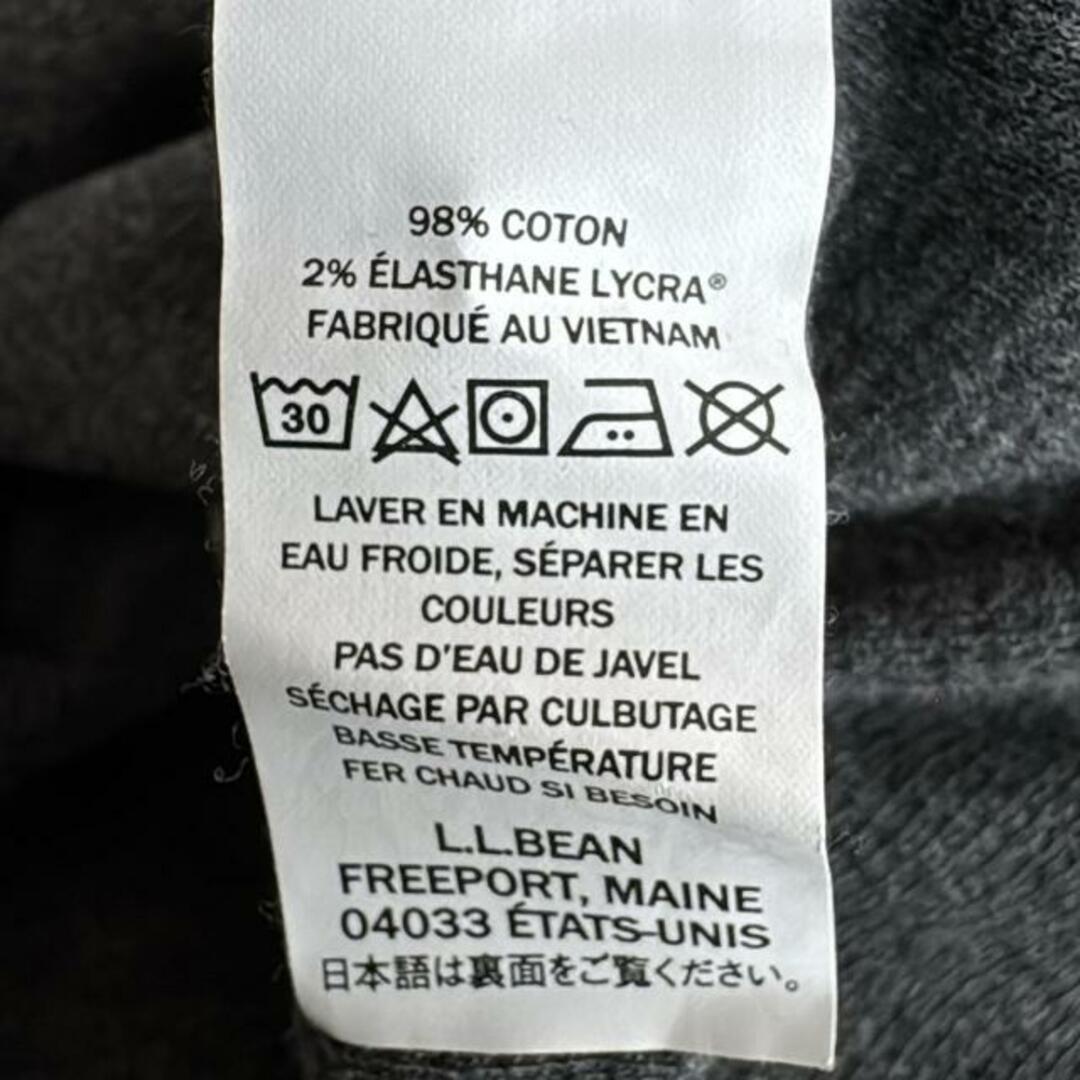 98% COTON
2% ÉLASTHANE LYCRA®
FABRIQUÉ AU VIETNAM
30
LAVER EN MACHINE EN
EAU FROIDE, SÉPARER LES
COULEURS
PAS D'EAU DE JAVEL
SÉCHAGE PAR CULBUTAGE
BASSE TEMPÉRATURE
FER CHAUD SI BESOIN
L.L.BEAN
FREEPORT, MAINE
04033 ÉTATS-UNIS
日本語は裏面をご覧ください。